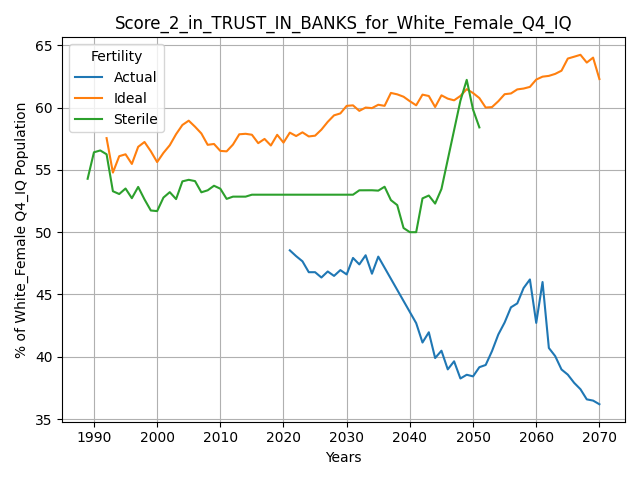 Score_2_in_TRUST_IN_BANKS_for_White_Female_Q4_IQ
Fertility
Actual
Ideal
Sterile
% of White_Female Q4_IQ Population
65
60
55
50
45
40
35
1990
2000
2010
2020
2030
2040
2050
2060
2070
Years